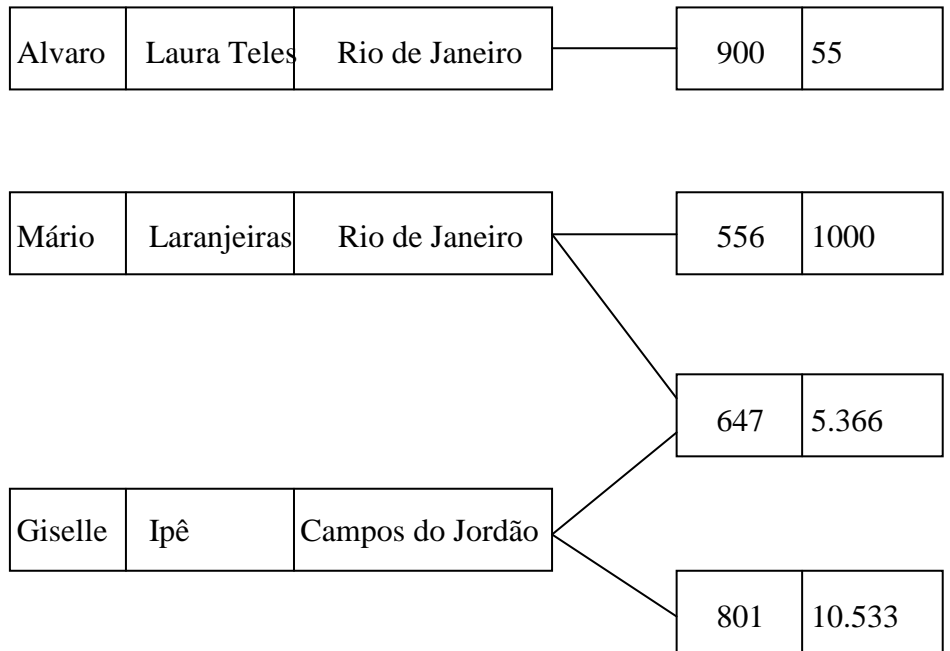 Alvaro Laura Teles Rio de Janeiro 900 55
Mário Laranjeiras Rio de Janeiro 556 1000
647 5.366
Giselle Ipê Campos do Jordão
801 10.533